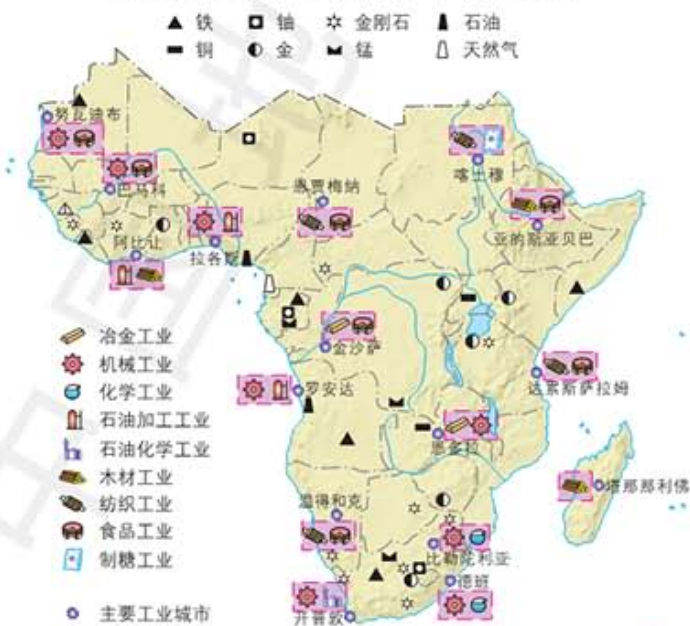 铁 铀 金刚石 石油
铜 金 锰 天然气
努瓦迪布
巴马科
恩贾梅纳
喀土穆
阿比让
拉各斯
亚的斯亚贝巴
金沙萨
罗安达
达累斯萨拉姆
恩多拉
塔那那利佛
温得和克
比勒陀利亚
德班
开普敦
冶金工业
机械工业
化学工业
石油加工工业
石油化学工业
木材工业
纺织工业
食品工业
制糖工业
主要工业城市